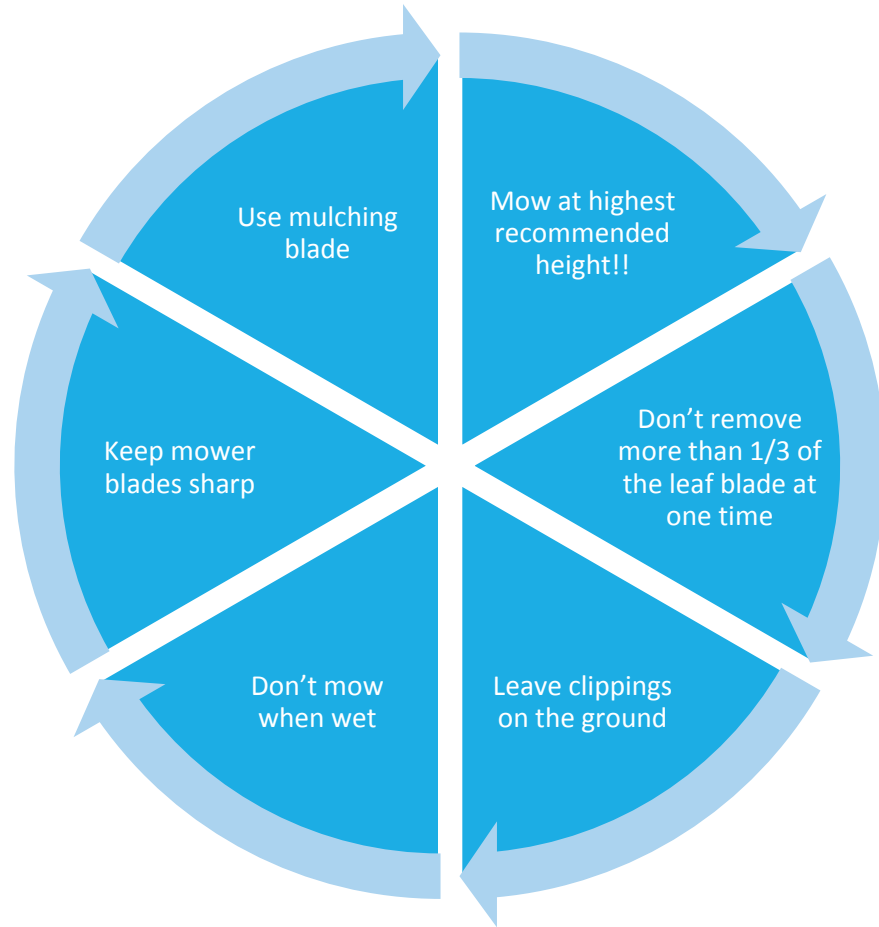 Mow at highest
recommended
height!!
Don’t remove
more than 1/3 of
the leaf blade at
one time
Leave clippings
on the ground
Don’t mow
when wet
Keep mower
blades sharp
Use mulching
blade